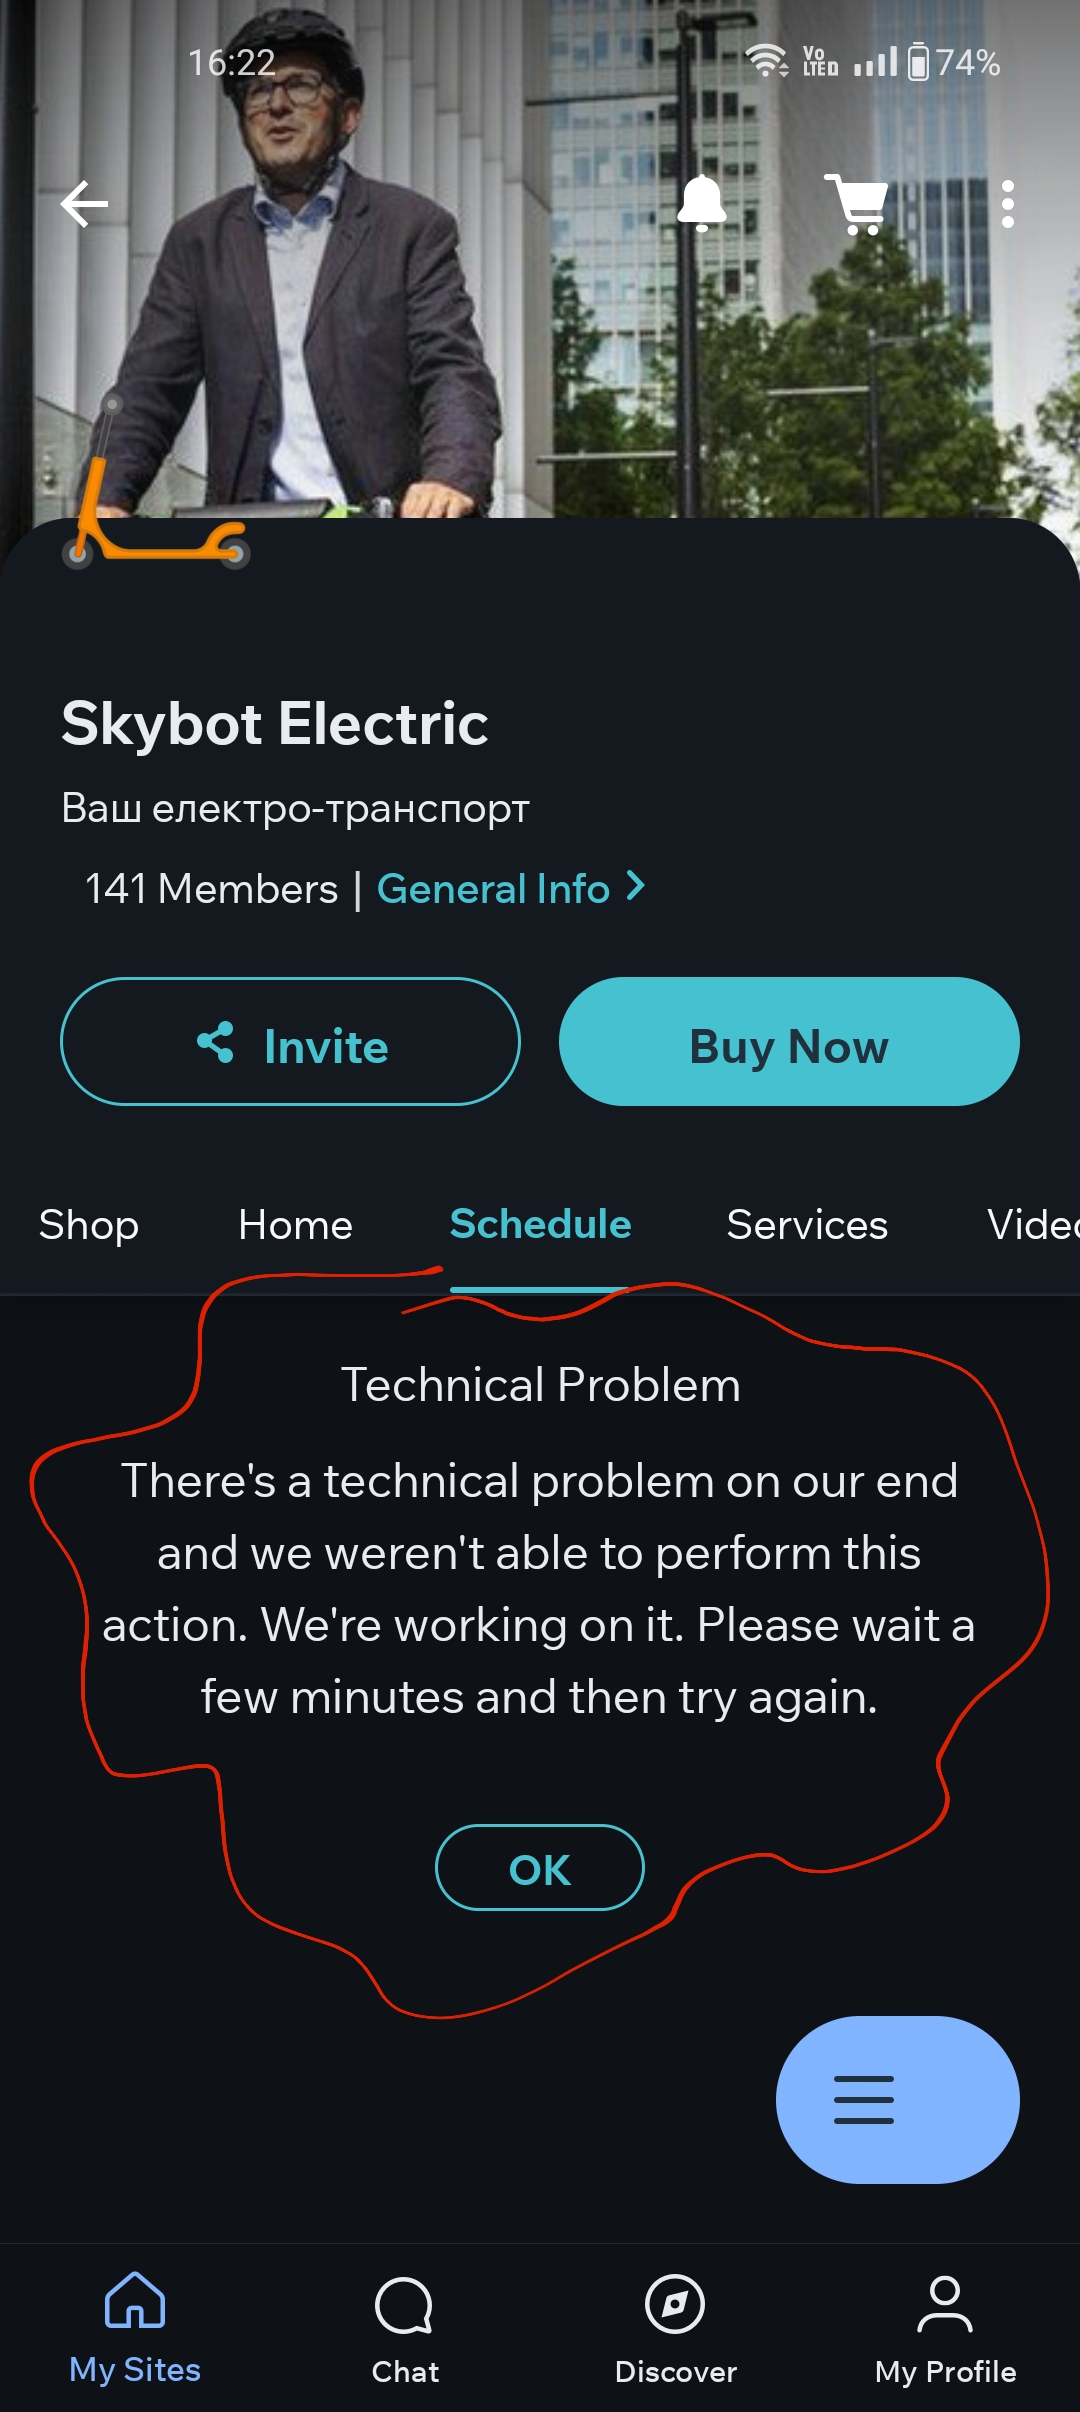 16:22
Vo
LTE
74%
Skybot Electric
Ваш електро-транспорт
141 Members | General Info
Invite
Buy Now
Shop Home Schedule Services Video
Technical Problem
There's a technical problem on our end
and we weren't able to perform this
action. We're working on it. Please wait a
few minutes and then try again.
OK
My Sites Chat Discover My Profile